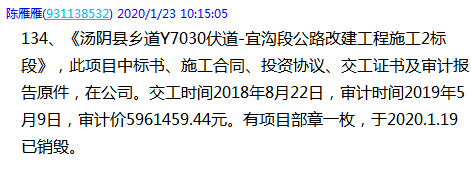 陈雁雁(931138532) 2020/1/23 10:15:05
134、《汤阴县乡道Y7030伏道-宜沟段公路改建工程施工2标
段》，此项目中标书、施工合同、投资协议、交工证书及审计报
告原件，在公司。交工时间2018年8月22日，审计时间2019年5
月9日，审计价5961459.44元。有项目部章一枚，于2020.1.19
已销毁。